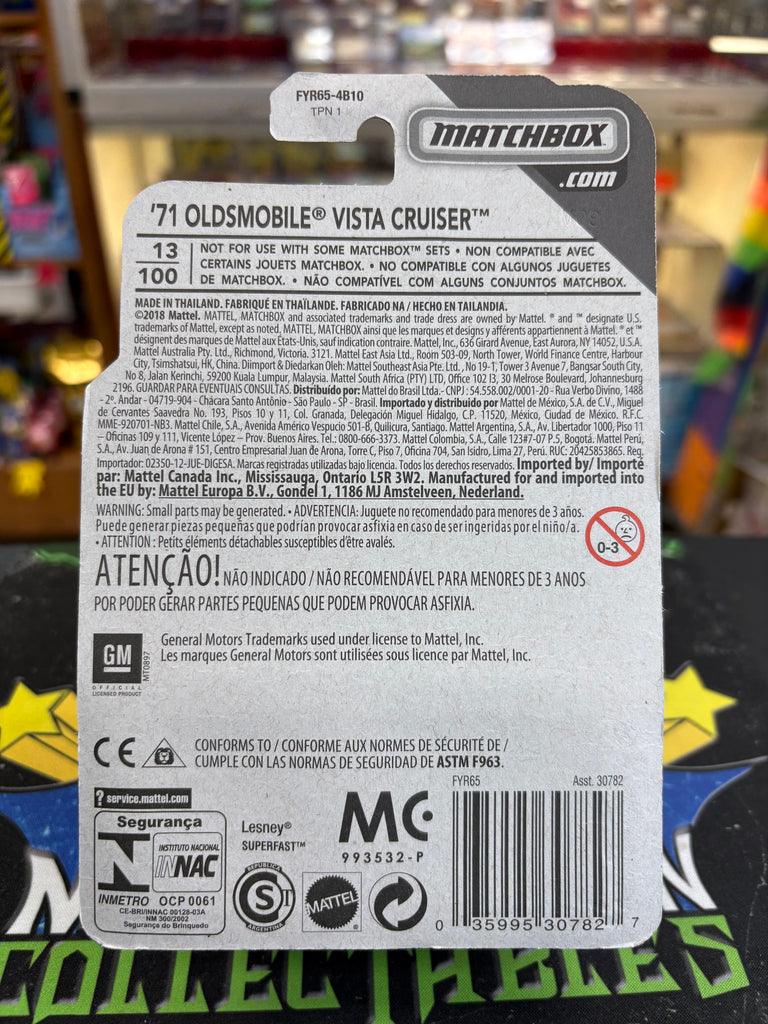 FYR65-4B10
TPN 1
MATCHBOX
.com
'71 OLDSMOBILE® VISTA CRUISER™
13
100
NOT FOR USE WITH SOME MATCHBOX™ SETS • NON COMPATIBLE AVEC
CERTAINS JOUETS MATCHBOX. • NO COMPATIBLE CON ALGUNOS JUGUETES
DE MATCHBOX. • NÃO COMPATÍVEL COM ALGUNS CONJUNTOS MATCHBOX.
MADE IN THAILAND. FABRIQUÉ EN THAÏLANDE. FABRICADO NA / HECHO EN TAILANDIA.
©2018 Mattel. MATTEL, MATCHBOX and associated trademarks and trade dress are owned by Mattel. ® and ™ designate U.S.
trademarks of Mattel, except as noted. MATTEL, MATCHBOX ainsi que les marques et designs y afférents appartiennent à Mattel. ® et ™
désignent des marques de Mattel aux États-Unis, sauf indication contraire. Mattel, Inc., 636 Girard Avenue, East Aurora, NY 14052, U.S.A.
Mattel Australia Pty. Ltd., Richmond, Victoria. 3121. Mattel East Asia Ltd., Room 503-09, North Tower, World Finance Centre, Harbour
City, Tsimshatsui, HK, China. Diimport & Diedarkan Oleh: Mattel Southeast Asia Pte. Ltd., No 19-1, Tower 3 Avenue 7, Bangsar South City,
No 8, Jalan Kerinchi, 59200 Kuala Lumpur, Malaysia. Mattel South Africa (PTY) LTD, Office 102 I3, 30 Melrose Boulevard, Johannesburg
2196. GUARDAR PARA EVENTUAIS CONSULTAS. Distribuído por: Mattel do Brasil Ltda.- CNPJ : 54.558.002/0001-20 - Rua Verbo Divino, 1488
- 2º. Andar - 04719-904 - Chácara Santo Antônio - São Paulo - SP - Brasil. Importado y distribuido por Mattel de México, S.A. de C.V., Miguel
de Cervantes Saavedra No. 193, Pisos 10 y 11, Col. Granada, Delegación Miguel Hidalgo, C.P. 11520, México, Ciudad de México. R.F.C.
MME-920701-NB3. Mattel Chile, S.A., Avenida Américo Vespucio 501-B, Quilicura, Santiago. Mattel Argentina, S.A., Av. Libertador 1000, Piso 11
– Oficinas 109 y 111, Vicente López – Prov. Buenos Aires. Tel.: 0800-666-3373. Mattel Colombia, S.A., Calle 123#7-07 P.5, Bogotá. Mattel Perú,
S.A., Av. Juan de Arona # 151, Centro Empresarial Juan de Arona, Torre C, Piso 7, Oficina 704, San Isidro, Lima 27, Perú. RUC: 20425853865. Reg.
Importador: 02350-12-JUE-DIGESA. Marcas registradas utilizadas bajo licencia. Todos los derechos reservados. Imported by/ Importé
par: Mattel Canada Inc., Mississauga, Ontario L5R 3W2. Manufactured for and imported into
the EU by: Mattel Europa B.V., Gondel 1, 1186 MJ Amstelveen, Nederland.
WARNING: Small parts may be generated. • ADVERTENCIA: Juguete no recomendado para menores de 3 años.
Puede generar piezas pequeñas que podrían provocar asfixia en caso de ser ingeridas por el niño/a.
• ATTENTION : Petits éléments détachables susceptibles d'être avalés.
0-3
ATENÇÃO! NÃO INDICADO / NÃO RECOMENDÁVEL PARA MENORES DE 3 ANOS
POR PODER GERAR PARTES PEQUENAS QUE PODEM PROVOCAR ASFIXIA.
GM
OFFICIAL
LICENSED PRODUCT
MT0897
General Motors Trademarks used under license to Mattel, Inc.
Les marques General Motors sont utilisées sous licence par Mattel, Inc.
CE
CONFORMS TO / CONFORME AUX NORMES DE SÉCURITÉ DE /
CUMPLE CON LAS NORMAS DE SEGURIDAD DE ASTM F963.
FYR65 Asst. 30782
? service.mattel.com
Segurança
INSTITUTO NACIONAL
INNAC
INMETRO OCP 0061
CE-BRI/INNAC 00128-03A
NM 300/2002
Segurança do Brinquedo
Lesney®
SUPERFAST™
MC
993532-P
REPUBLICA
S
ARGENTINA
MATTEL
®
0 35995 30782 7
COLLECTABLES